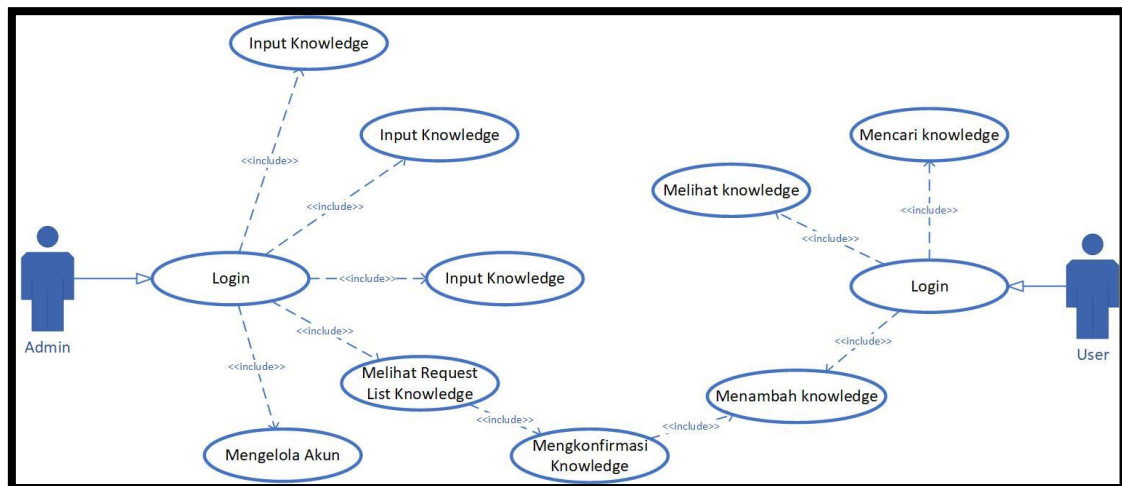 Input Knowledge
<<include>>
Input Knowledge
<<include>>
Mencari knowledge
<<include>>
Melihat knowledge
<<include>>
Login
<<include>>
Input Knowledge
Login
Admin
User
<<include>>
<<include>>
<<include>>
Melihat Request
List Knowledge
Menambah knowledge
<<include>>
<<include>>
Mengelola Akun
Mengkonfirmasi
Knowledge